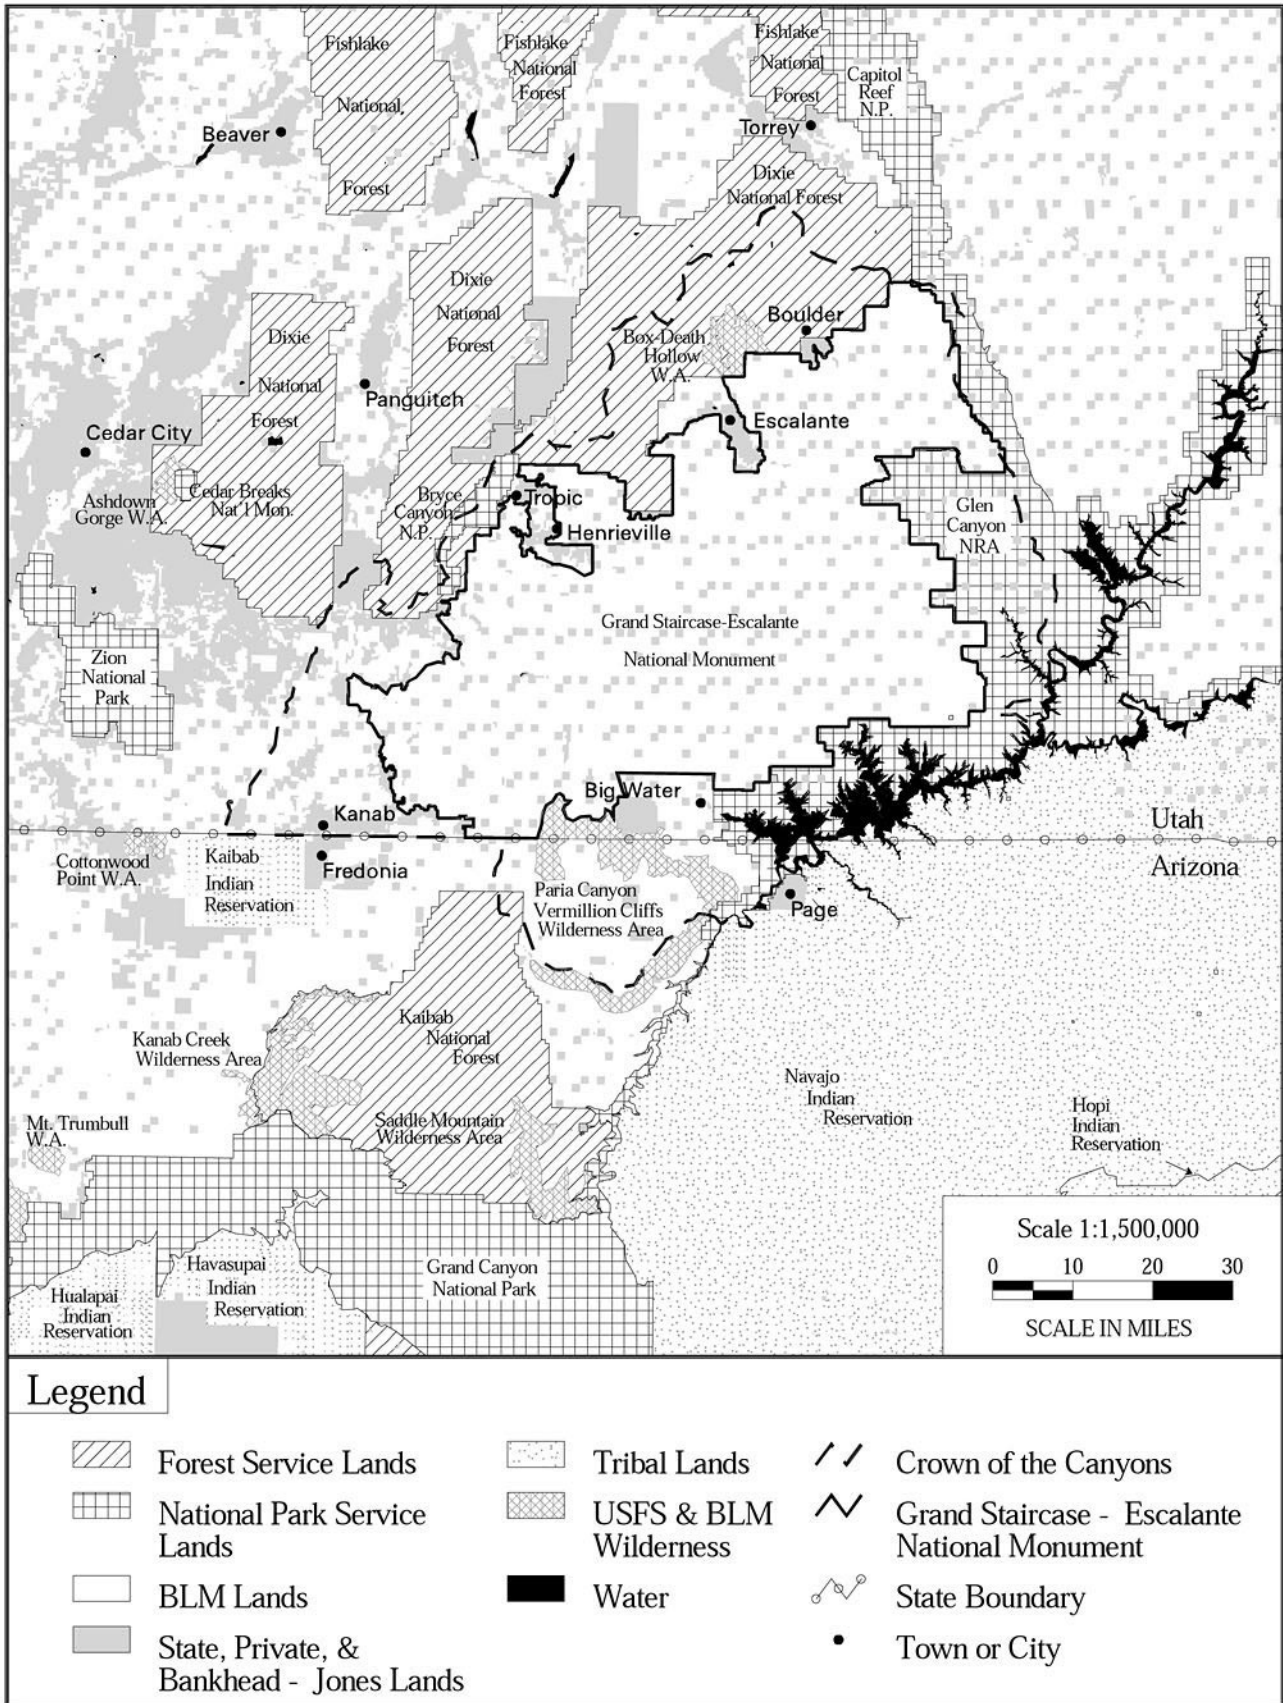 Fishlake
National
Forest
Fishlake
National
Forest
Fishlake
National
Forest
Capitol
Reef
N.P.
Beaver
Torrey
Dixie
National Forest
Dixie
National
Forest
Dixie
National
Forest
Boulder
Box-Death
Hollow
W.A.
Panguitch
Escalante
Cedar City
Ashdown
Gorge W.A.
Cedar Breaks
Nat'l Mon.
Bryce
Canyon
N.P.
Tropic
Henrieville
Glen
Canyon
NRA
Grand Staircase-Escalante
National Monument
Zion
National
Park
Big Water
Kanab
Utah
Arizona
Cottonwood
Point W.A.
Kaibab
Indian
Reservation
Fredonia
Paria Canyon
Vermillion Cliffs
Wilderness Area
Page
Kaibab
National
Forest
Kanab Creek
Wilderness Area
Navajo
Indian
Reservation
Hopi
Indian
Reservation
Saddle Mountain
Wilderness Area
Mt. Trumbull
W.A.
Grand Canyon
National Park
Havasupai
Indian
Reservation
Hualapai
Indian
Reservation
Scale 1:1,500,000
0 10 20 30
SCALE IN MILES
Legend
Forest Service Lands
National Park Service
Lands
BLM Lands
State, Private, &
Bankhead - Jones Lands
Tribal Lands
USFS & BLM
Wilderness
Water
Crown of the Canyons
Grand Staircase - Escalante
National Monument
State Boundary
Town or City